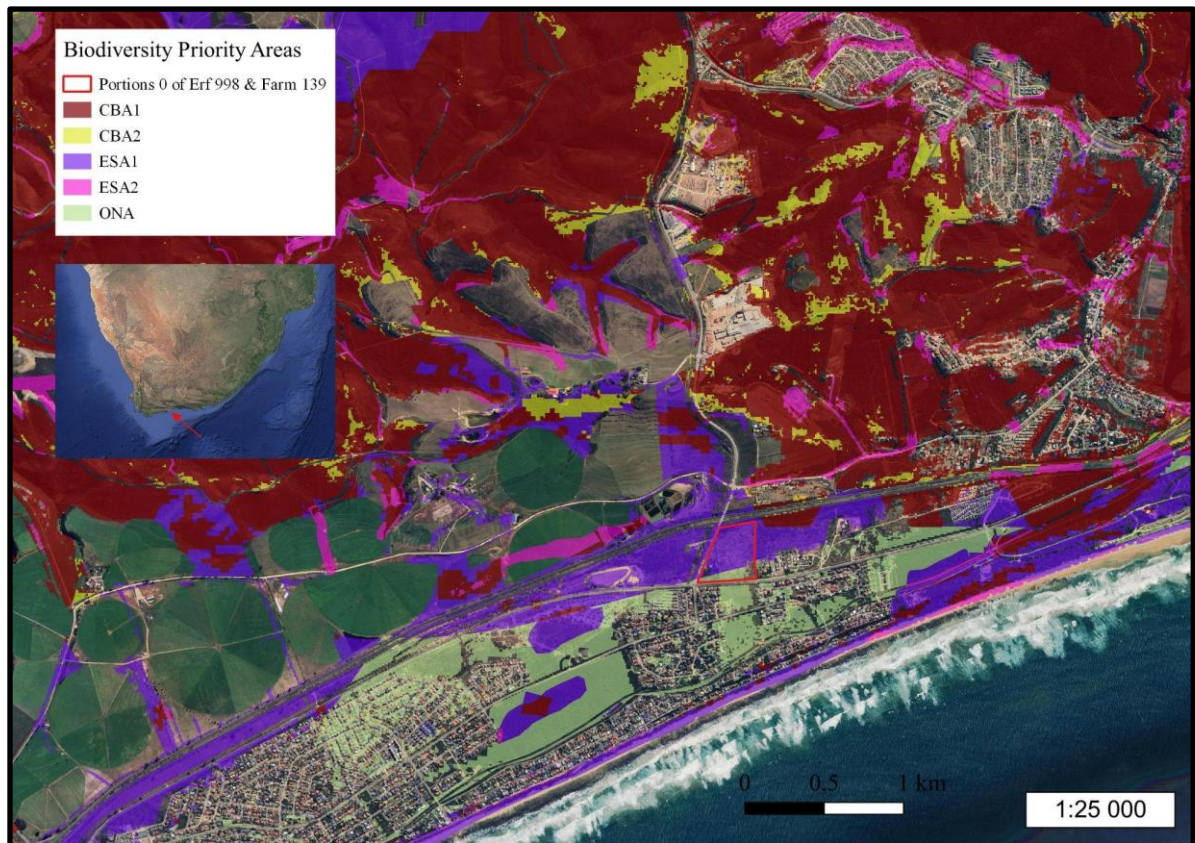 Biodiversity Priority Areas
Portions 0 of Erf 998 & Farm 139
CBA1
CBA2
ESA1
ESA2
ONA
0 0.5 1 km
1:25 000